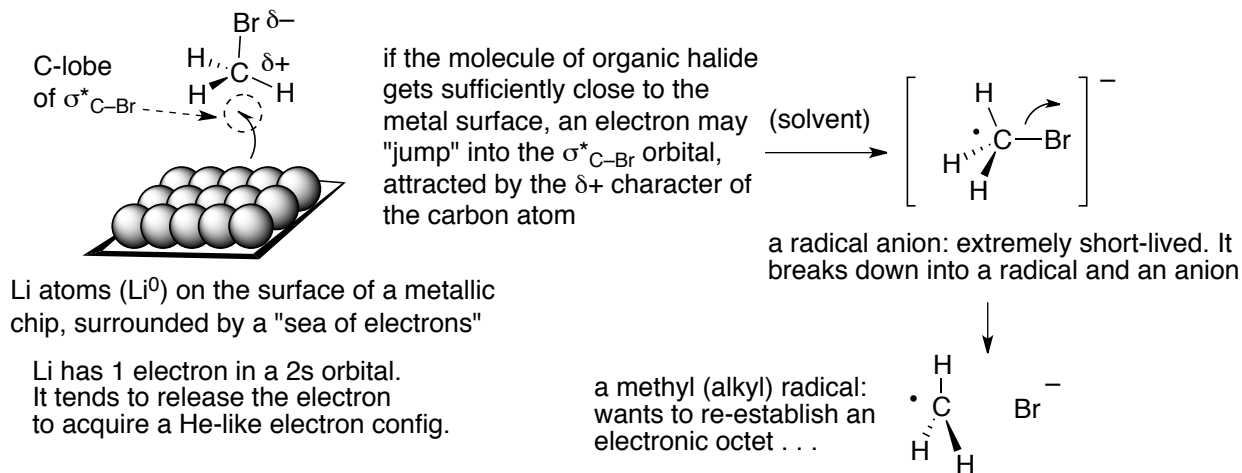 Br δ–
H C δ+
H H
C-lobe
of σ*C–Br
if the molecule of organic halide
gets sufficiently close to the
metal surface, an electron may
"jump" into the σ*C–Br orbital,
attracted by the δ+ character of
the carbon atom
(solvent)
H –
• C Br
H
H
a radical anion: extremely short-lived. It
breaks down into a radical and an anion
Li atoms (Li⁰) on the surface of a metallic
chip, surrounded by a "sea of electrons"
Li has 1 electron in a 2s orbital.
It tends to release the electron
to acquire a He-like electron config.
a methyl (alkyl) radical:
wants to re-establish an
electronic octet . . .
H
• C Br –
H
H